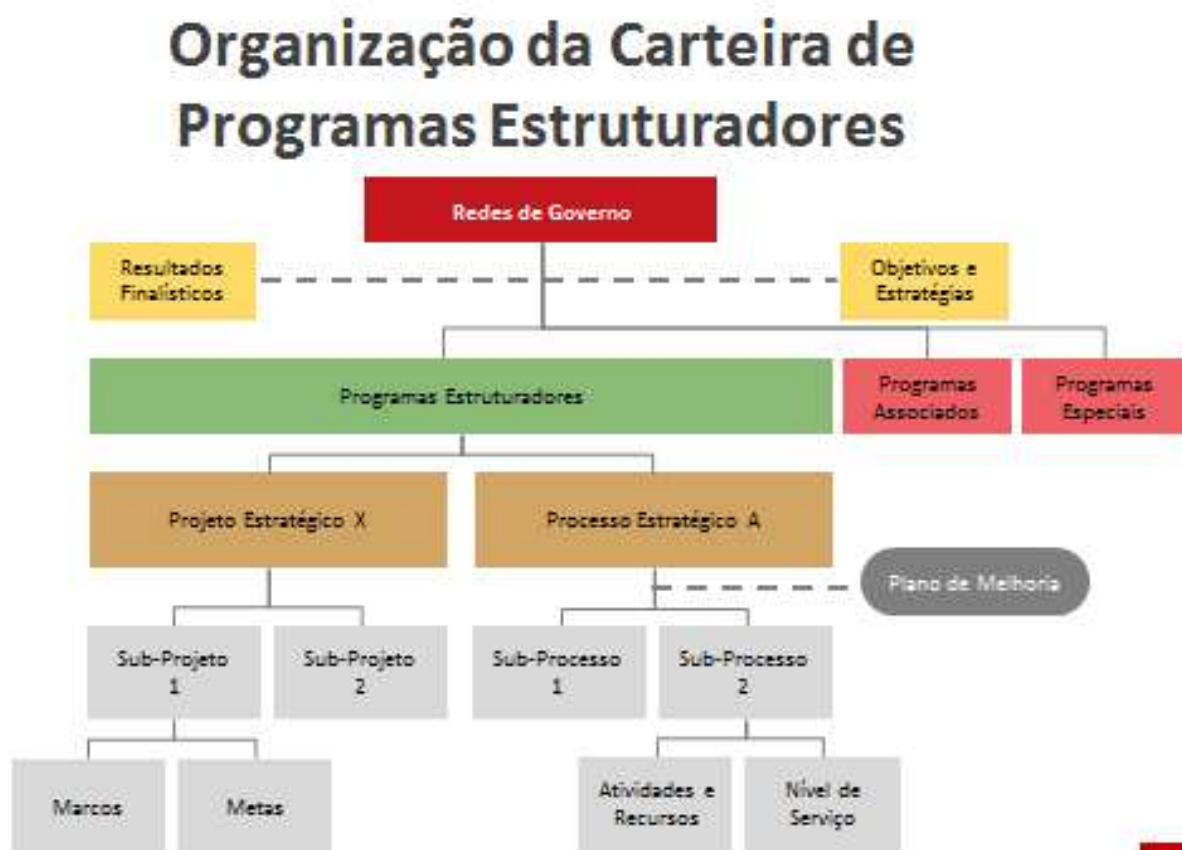 Organização da Carteira de
Programas Estruturadores
Redes de Governo
Resultados
Finalísticos
Objetivos e
Estratégias
Programas Estruturadores
Programas
Associados
Programas
Especiais
Projeto Estratégico X
Processo Estratégico A
Plano de Melhoria
Sub-Projeto
1
Sub-Projeto
2
Sub-Processo
1
Sub-Processo
2
Marcos
Metas
Atividades e
Recursos
Nível de
Serviço